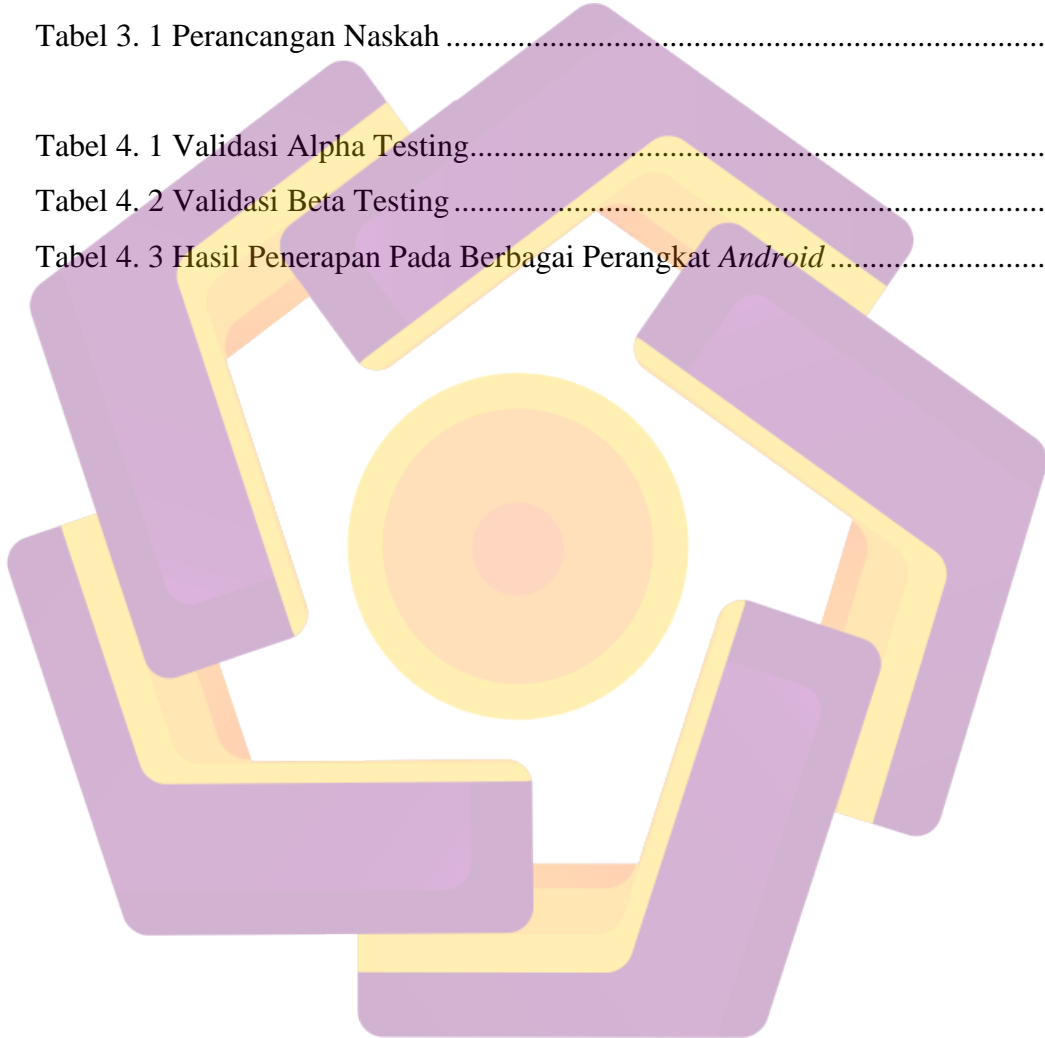 Tabel 3. 1 Perancangan Naskah ............................................................................
Tabel 4. 1 Validasi Alpha Testing.........................................................................
Tabel 4. 2 Validasi Beta Testing ...........................................................................
Tabel 4. 3 Hasil Penerapan Pada Berbagai Perangkat Android ...........................